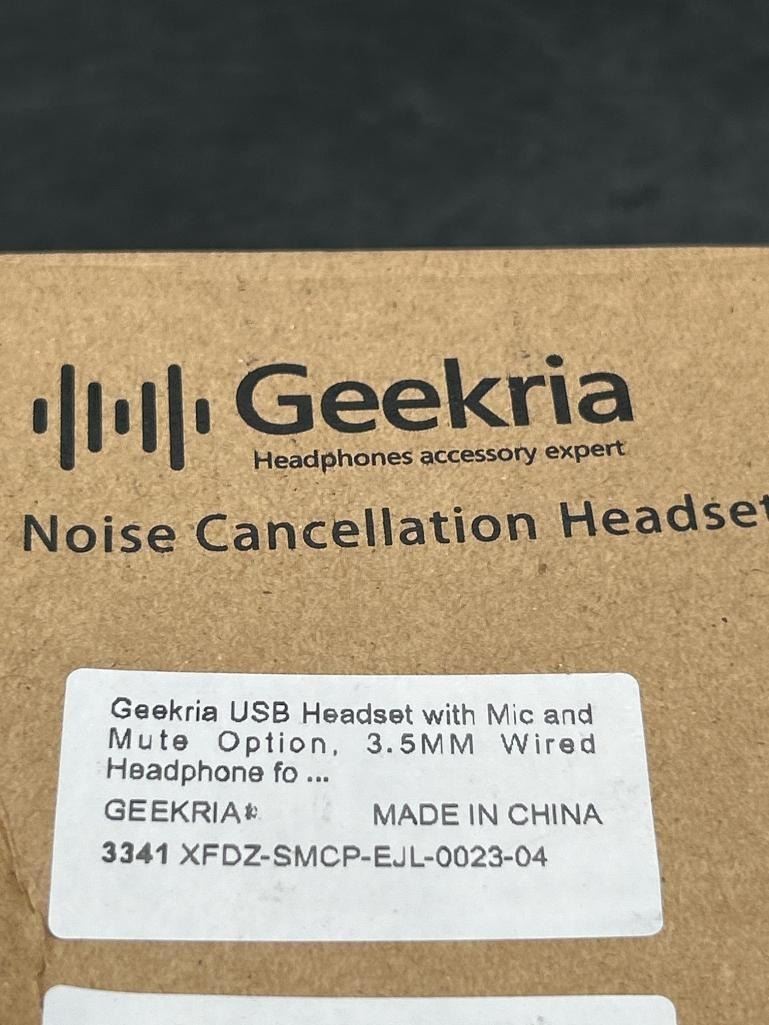 Geekria
Headphones accessory expert
Noise Cancellation Headset
Geekria USB Headset with Mic and
Mute Option, 3.5MM Wired
Headphone fo ...
GEEKRIA®
MADE IN CHINA
3341 XFDZ-SMCP-EJL-0023-04